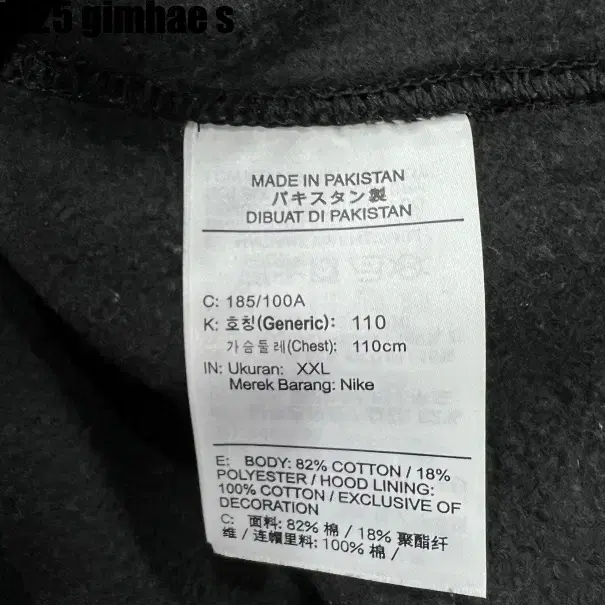 gimhae s
MADE IN PAKISTAN
パキスタン製
DIBUAT DI PAKISTAN
C: 185/100A
K: 호칭(Generic): 110
가슴둘레(Chest): 110cm
IN: Ukuran: XXL
Merek Barang: Nike
E: BODY: 82% COTTON / 18%
POLYESTER / HOOD LINING:
100% COTTON / EXCLUSIVE OF
DECORATION
C: 面料: 82% 棉 / 18% 聚酯纤
维 / 连帽里料: 100% 棉 /